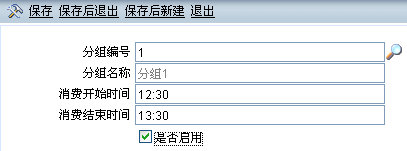 保存 保存后退出 保存后新建 退出
分组编号 1
分组名称 分组1
消费开始时间 12:30
消费结束时间 13:30
是否启用